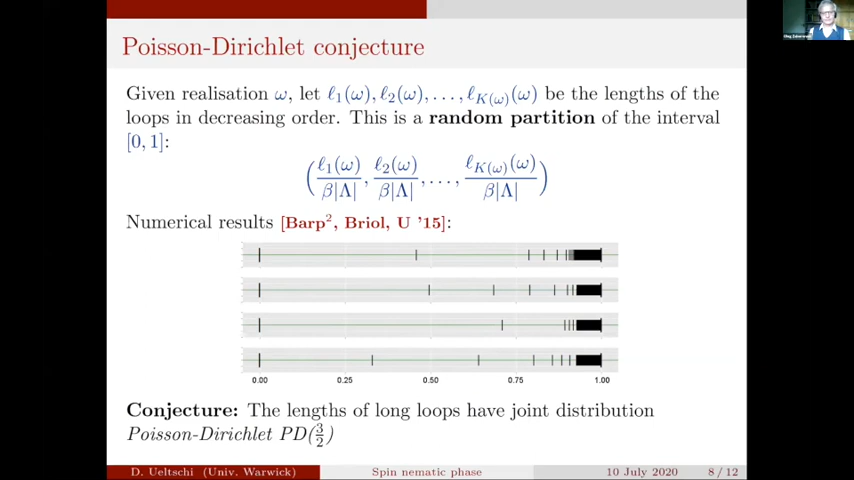 Poisson-Dirichlet conjecture
Given realisation ω, let ℓ₁(ω), ℓ₂(ω), . . . , ℓ_{K(ω)}(ω) be the lengths of the
loops in decreasing order. This is a random partition of the interval
[0, 1]:
(ℓ₁(ω)/β|Λ|, ℓ₂(ω)/β|Λ|, . . . , ℓ_{K(ω)}(ω)/β|Λ|)
Numerical results [Barp², Briol, U '15]:
0.00 0.25 0.50 0.75 1.00
Conjecture: The lengths of long loops have joint distribution
Poisson-Dirichlet PD(3/2)
D. Ueltschi (Univ. Warwick) Spin nematic phase 10 July 2020 8 / 12